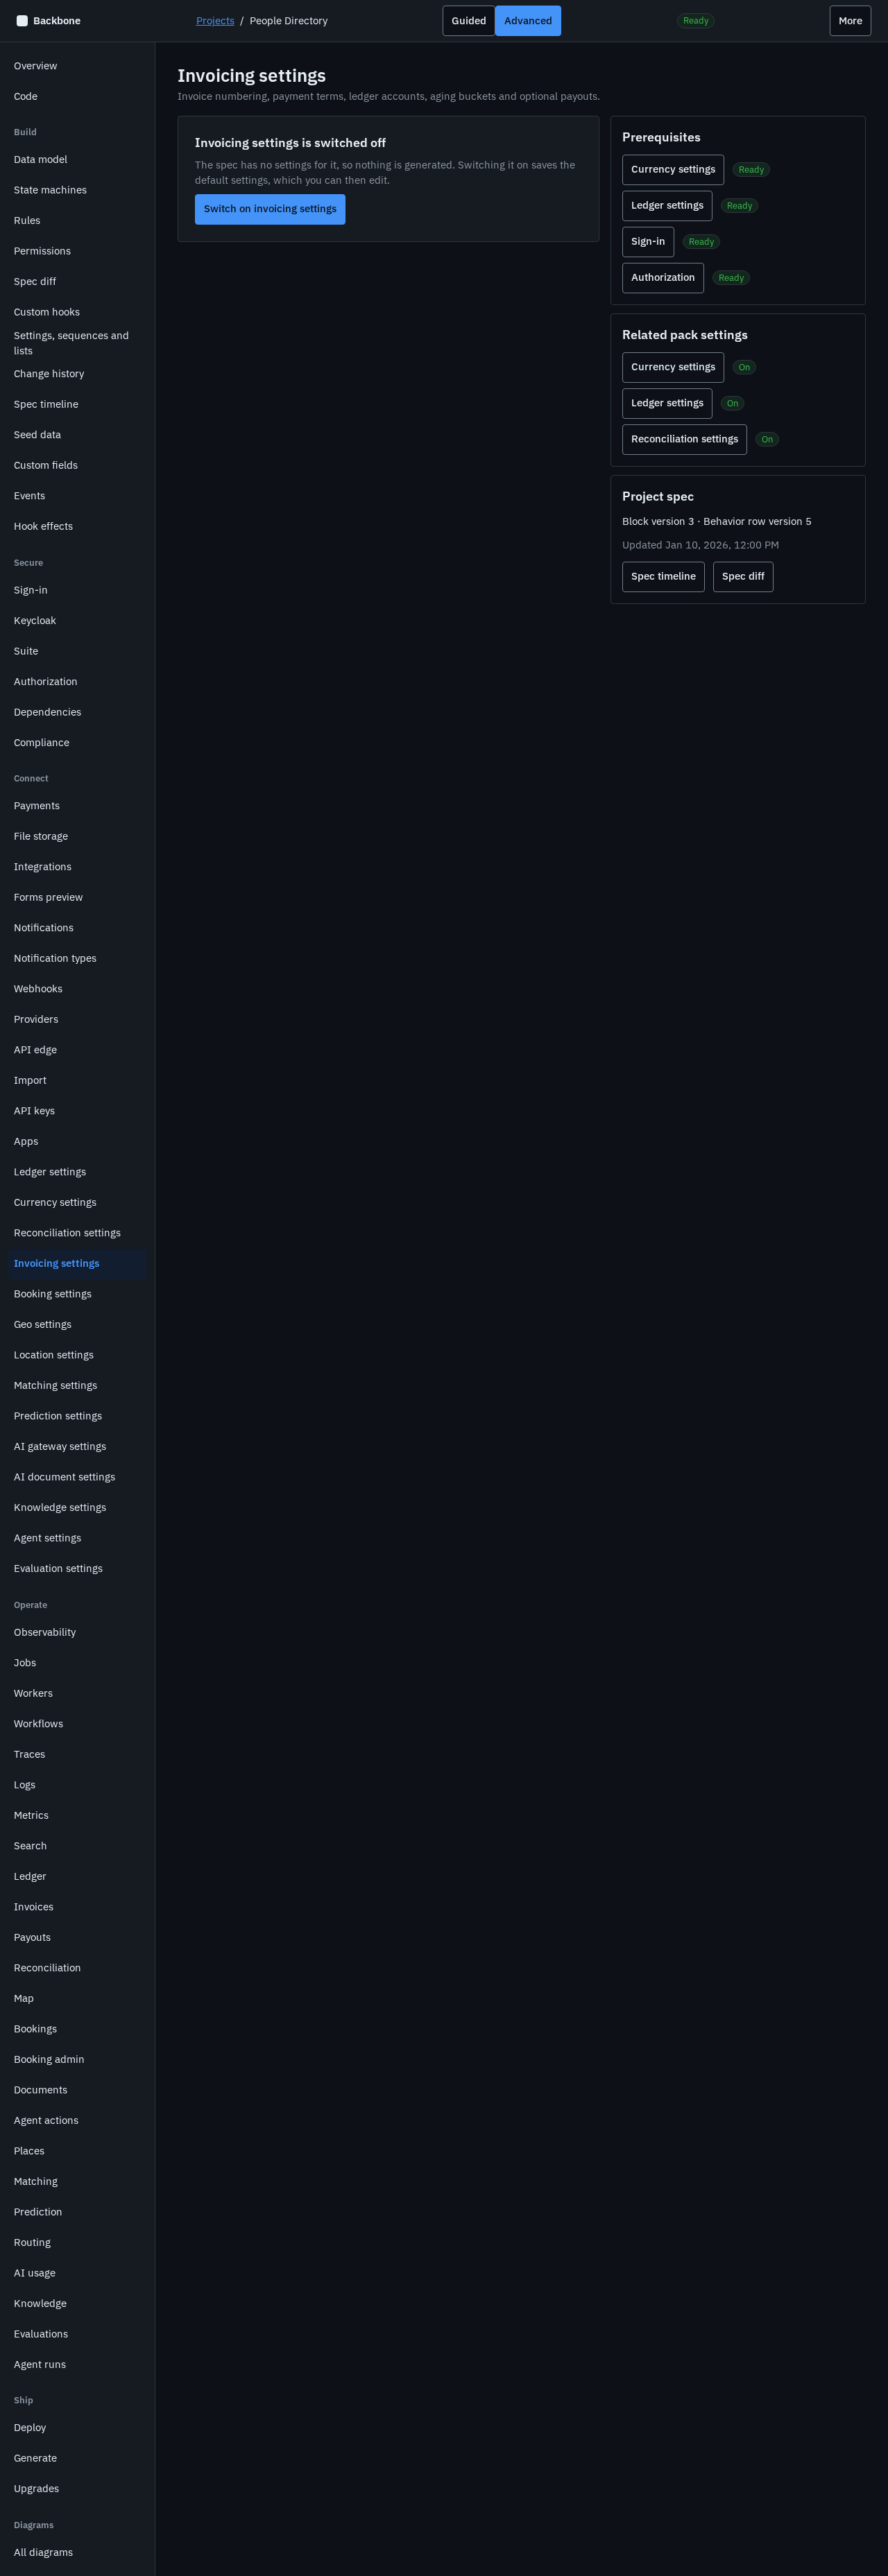 Backbone
Projects / People Directory
Guided
Advanced
Ready
More
Overview
Code
Build
Data model
State machines
Rules
Permissions
Spec diff
Custom hooks
Settings, sequences and
lists
Change history
Spec timeline
Seed data
Custom fields
Events
Hook effects
Secure
Sign-in
Keycloak
Suite
Authorization
Dependencies
Compliance
Connect
Payments
File storage
Integrations
Forms preview
Notifications
Notification types
Webhooks
Providers
API edge
Import
API keys
Apps
Ledger settings
Currency settings
Reconciliation settings
Invoicing settings
Booking settings
Geo settings
Location settings
Matching settings
Prediction settings
AI gateway settings
AI document settings
Knowledge settings
Agent settings
Evaluation settings
Operate
Observability
Jobs
Workers
Workflows
Traces
Logs
Metrics
Search
Ledger
Invoices
Payouts
Reconciliation
Map
Bookings
Booking admin
Documents
Agent actions
Places
Matching
Prediction
Routing
AI usage
Knowledge
Evaluations
Agent runs
Ship
Deploy
Generate
Upgrades
Diagrams
All diagrams
Invoicing settings
Invoice numbering, payment terms, ledger accounts, aging buckets and optional payouts.
Invoicing settings is switched off
The spec has no settings for it, so nothing is generated. Switching it on saves the
default settings, which you can then edit.
Switch on invoicing settings
Prerequisites
Currency settings Ready
Ledger settings Ready
Sign-in Ready
Authorization Ready
Related pack settings
Currency settings On
Ledger settings On
Reconciliation settings On
Project spec
Block version 3 · Behavior row version 5
Updated Jan 10, 2026, 12:00 PM
Spec timeline Spec diff